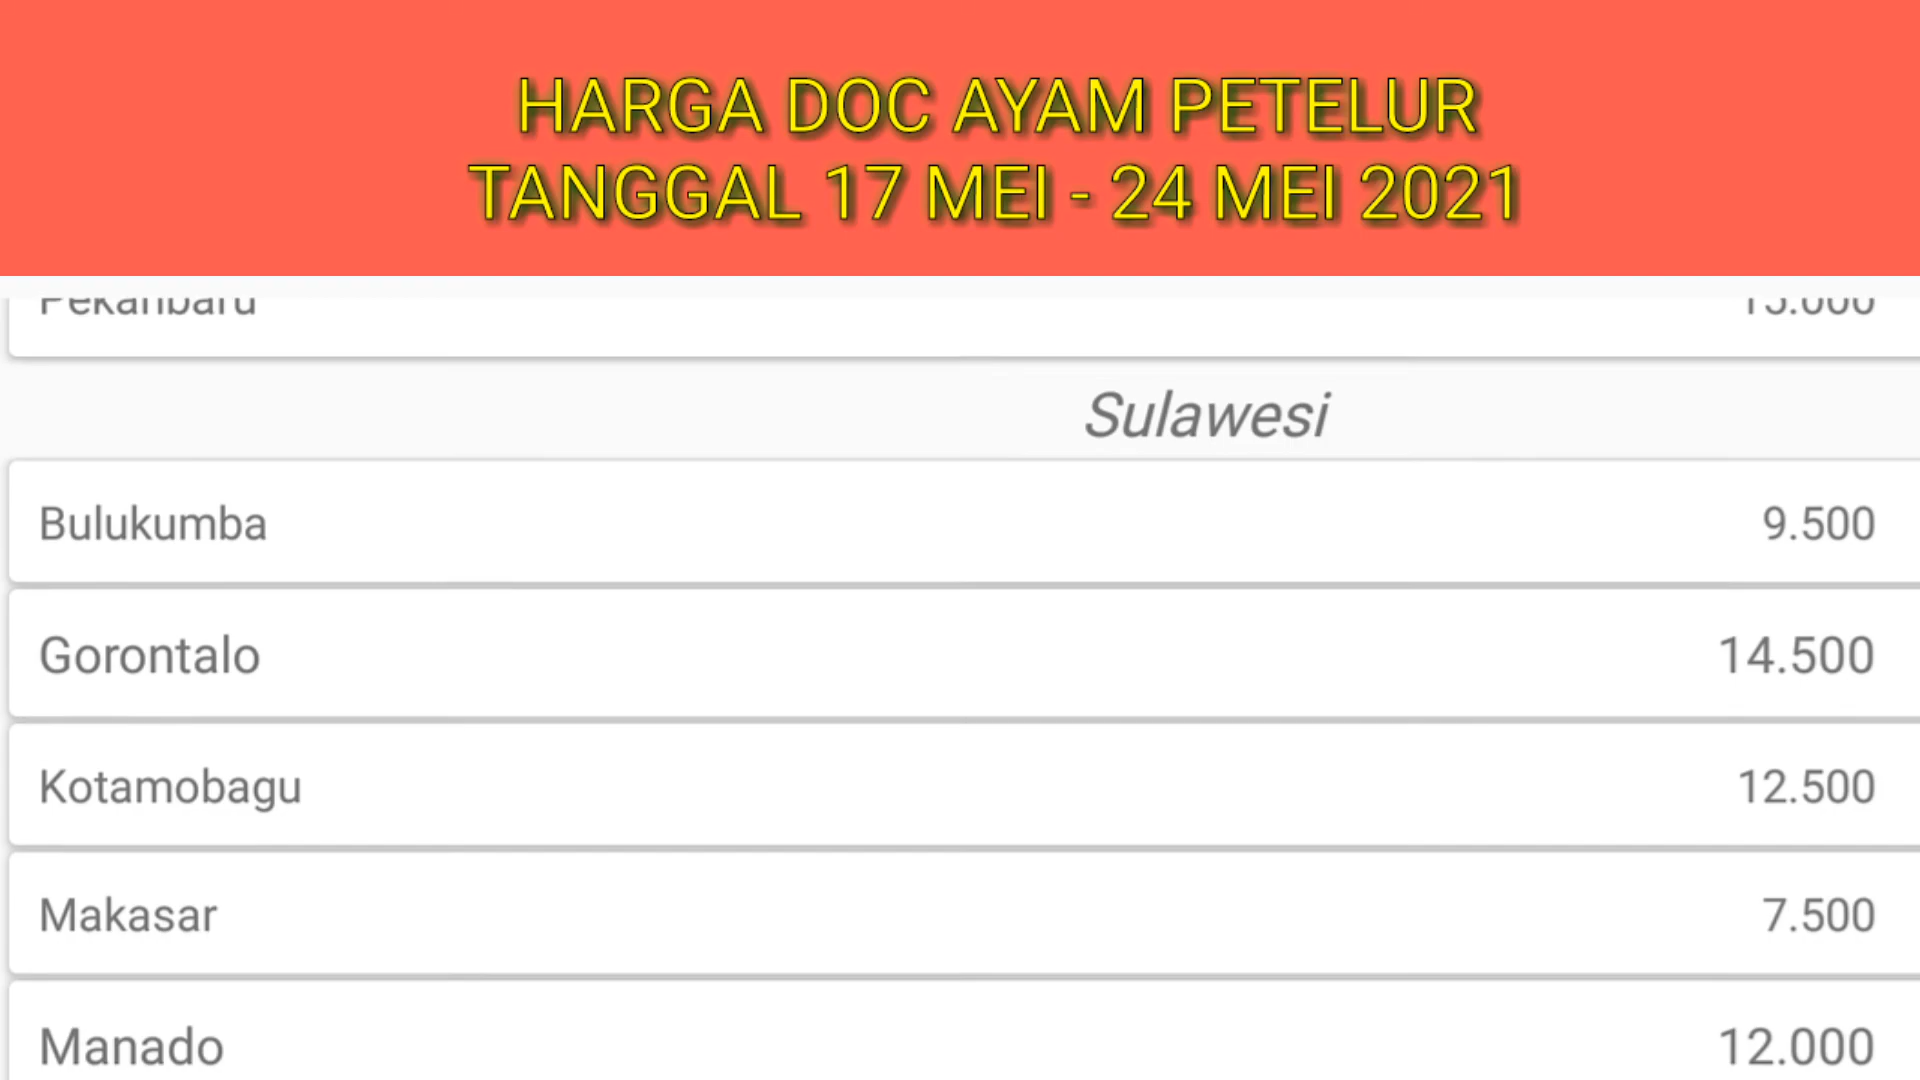 HARGA DOC AYAM PETELUR
TANGGAL 17 MEI - 24 MEI 2021
Pekanbaru
Sulawesi
Bulukumba 9.500
Gorontalo 14.500
Kotamobagu 12.500
Makasar 7.500
Manado 12.000